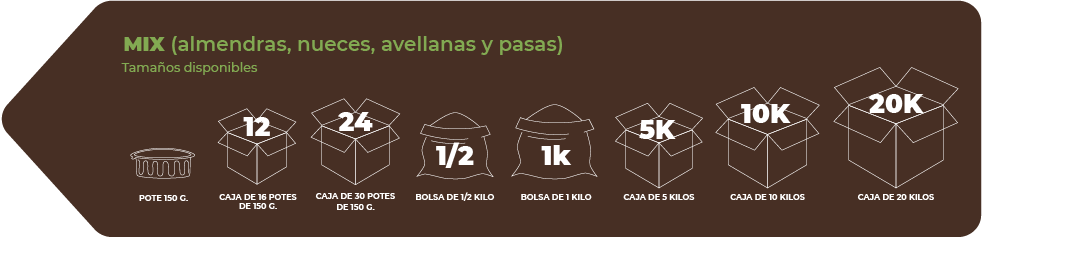 MIX (almendras, nueces, avellanas y pasas)
Tamaños disponibles
12
24
1/2
1k
5K
10K
20K
POTE 150 G.
CAJA DE 16 POTES
DE 150 G.
CAJA DE 30 POTES
DE 150 G.
BOLSA DE 1/2 KILO
BOLSA DE 1 KILO
CAJA DE 5 KILOS
CAJA DE 10 KILOS
CAJA DE 20 KILOS